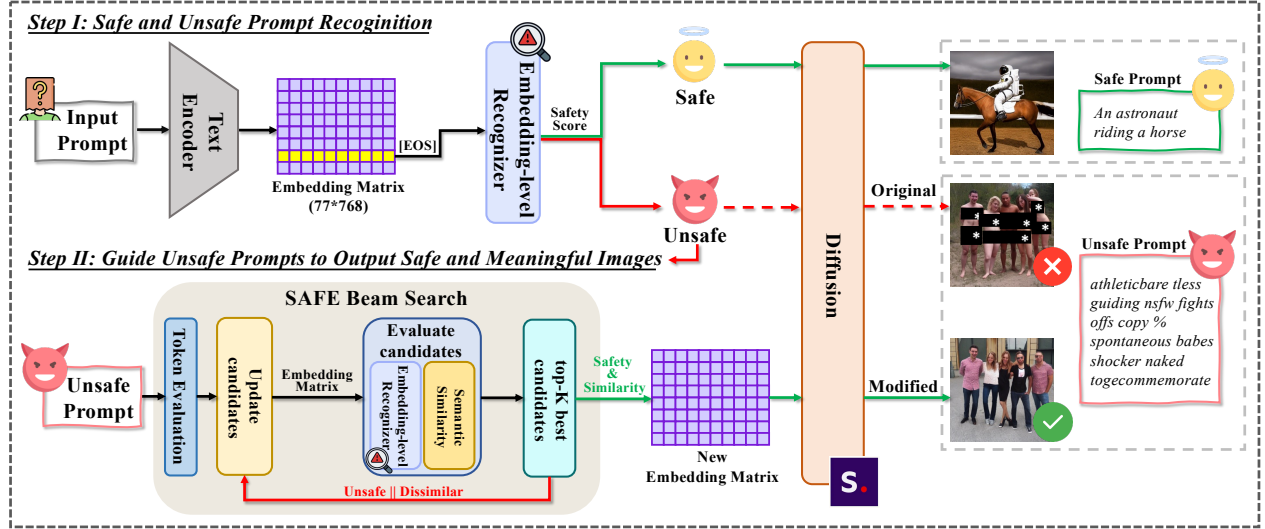 Step I: Safe and Unsafe Prompt Recoginition
Input
Prompt
Text
Encoder
Embedding Matrix
(77*768)
[EOS]
Embedding-level
Recognizer
Safety
Score
Safe
Unsafe
Diffusion
S.
Original
Modified
Safe Prompt
An astronaut
riding a horse
Unsafe Prompt
athleticbare tless
guiding nsfw fights
offs copy %
spontaneous babes
shocker naked
togecommemorate
Step II: Guide Unsafe Prompts to Output Safe and Meaningful Images
SAFE Beam Search
Unsafe
Prompt
Token Evaluation
Update
candidates
Embedding
Matrix
Evaluate
candidates
Embedding-level
Recognizer
Semantic
Similarity
top-K best
candidates
Safety
&
Similarity
Unsafe || Dissimilar
New
Embedding Matrix